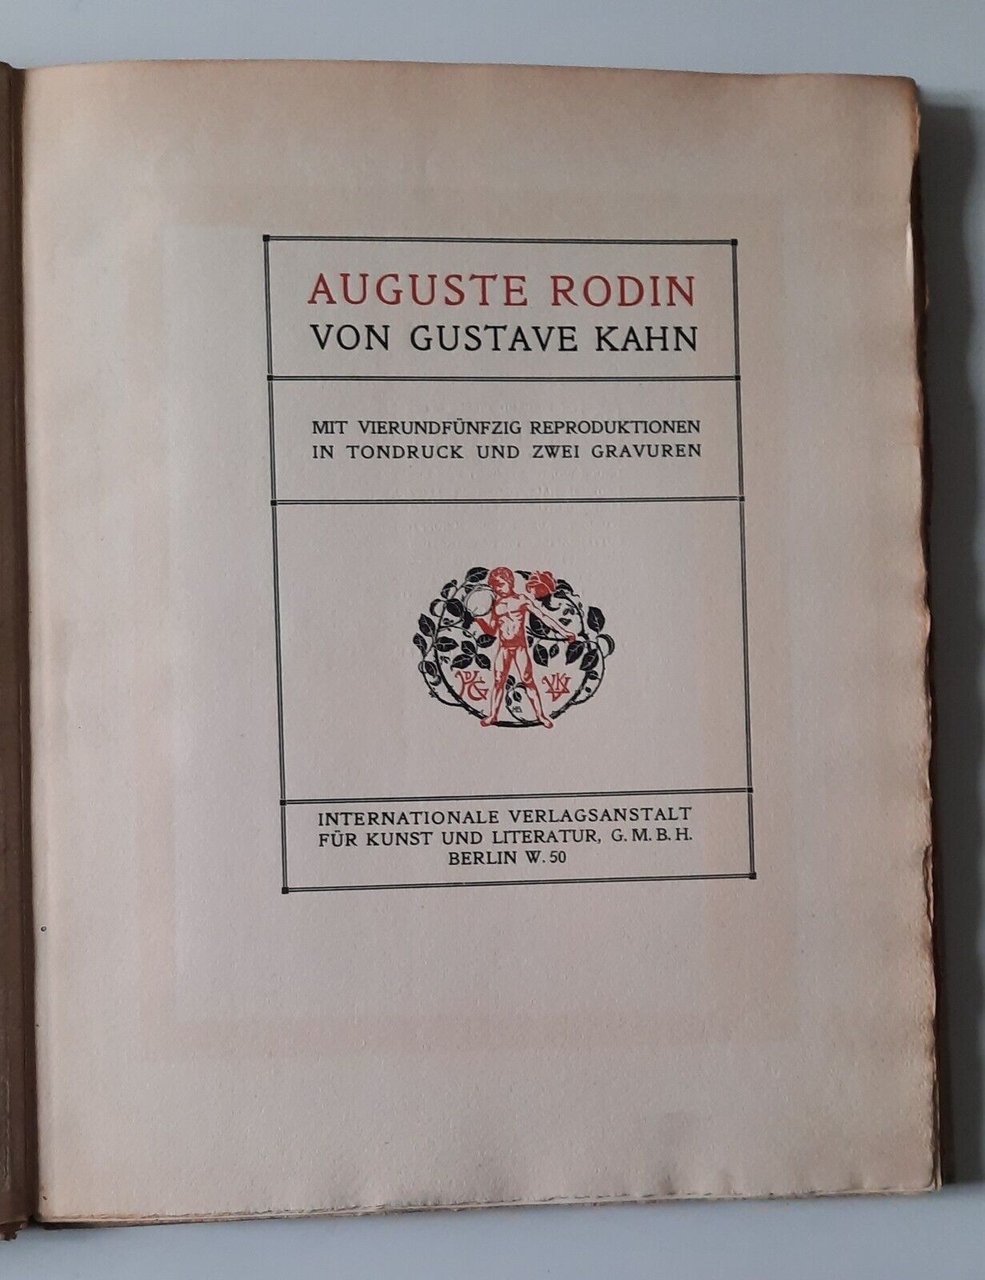 AUGUSTE RODIN
VON GUSTAVE KAHN
MIT VIERUNDFÜNFZIG REPRODUKTIONEN
IN TONDRUCK UND ZWEI GRAVUREN
INTERNATIONALE VERLAGSANSTALT
FÜR KUNST UND LITERATUR, G. M. B. H.
BERLIN W. 50